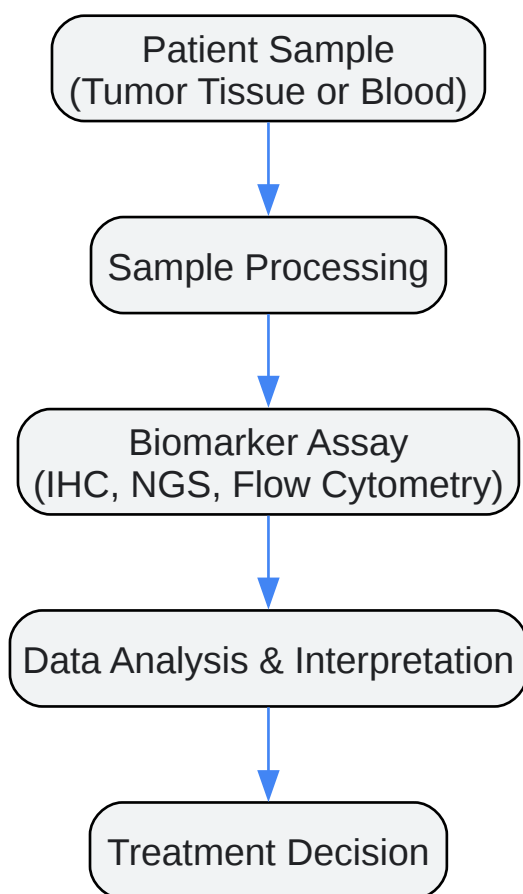 Patient Sample
(Tumor Tissue or Blood)
Sample Processing
Biomarker Assay
(IHC, NGS, Flow Cytometry)
Data Analysis & Interpretation
Treatment Decision